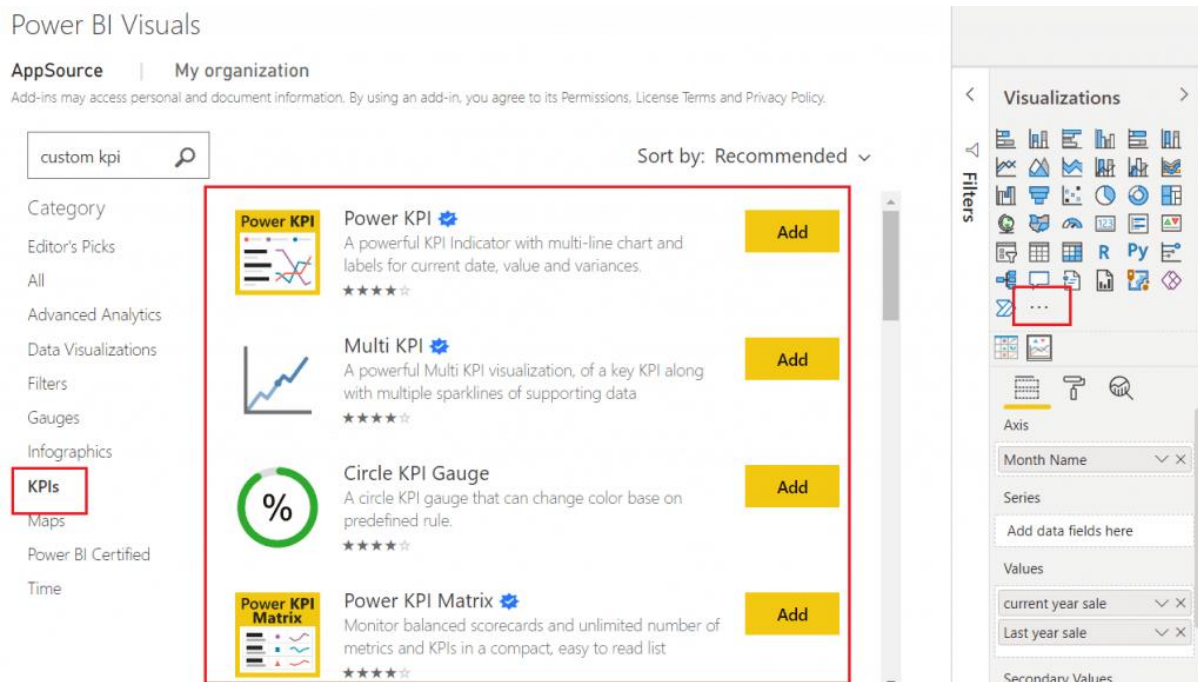 Power BI Visuals
AppSource | My organization
Add-ins may access personal and document information. By using an add-in, you agree to its Permissions, License Terms and Privacy Policy.
custom kpi
Sort by: Recommended
Category
Editor's Picks
All
Advanced Analytics
Data Visualizations
Filters
Gauges
Infographics
KPIs
Maps
Power BI Certified
Time
Power KPI
Power KPI
A powerful KPI Indicator with multi-line chart and
labels for current date, value and variances.
Add
Multi KPI
A powerful Multi KPI visualization, of a key KPI along
with multiple sparklines of supporting data
Add
%
Circle KPI Gauge
A circle KPI gauge that can change color base on
predefined rule.
Add
Power KPI
Matrix
Power KPI Matrix
Monitor balanced scorecards and unlimited number of
metrics and KPIs in a compact, easy to read list
Add
Filters
Visualizations
123
R Py
...
Axis
Month Name
Series
Add data fields here
Values
current year sale
Last year sale
Secondary Values